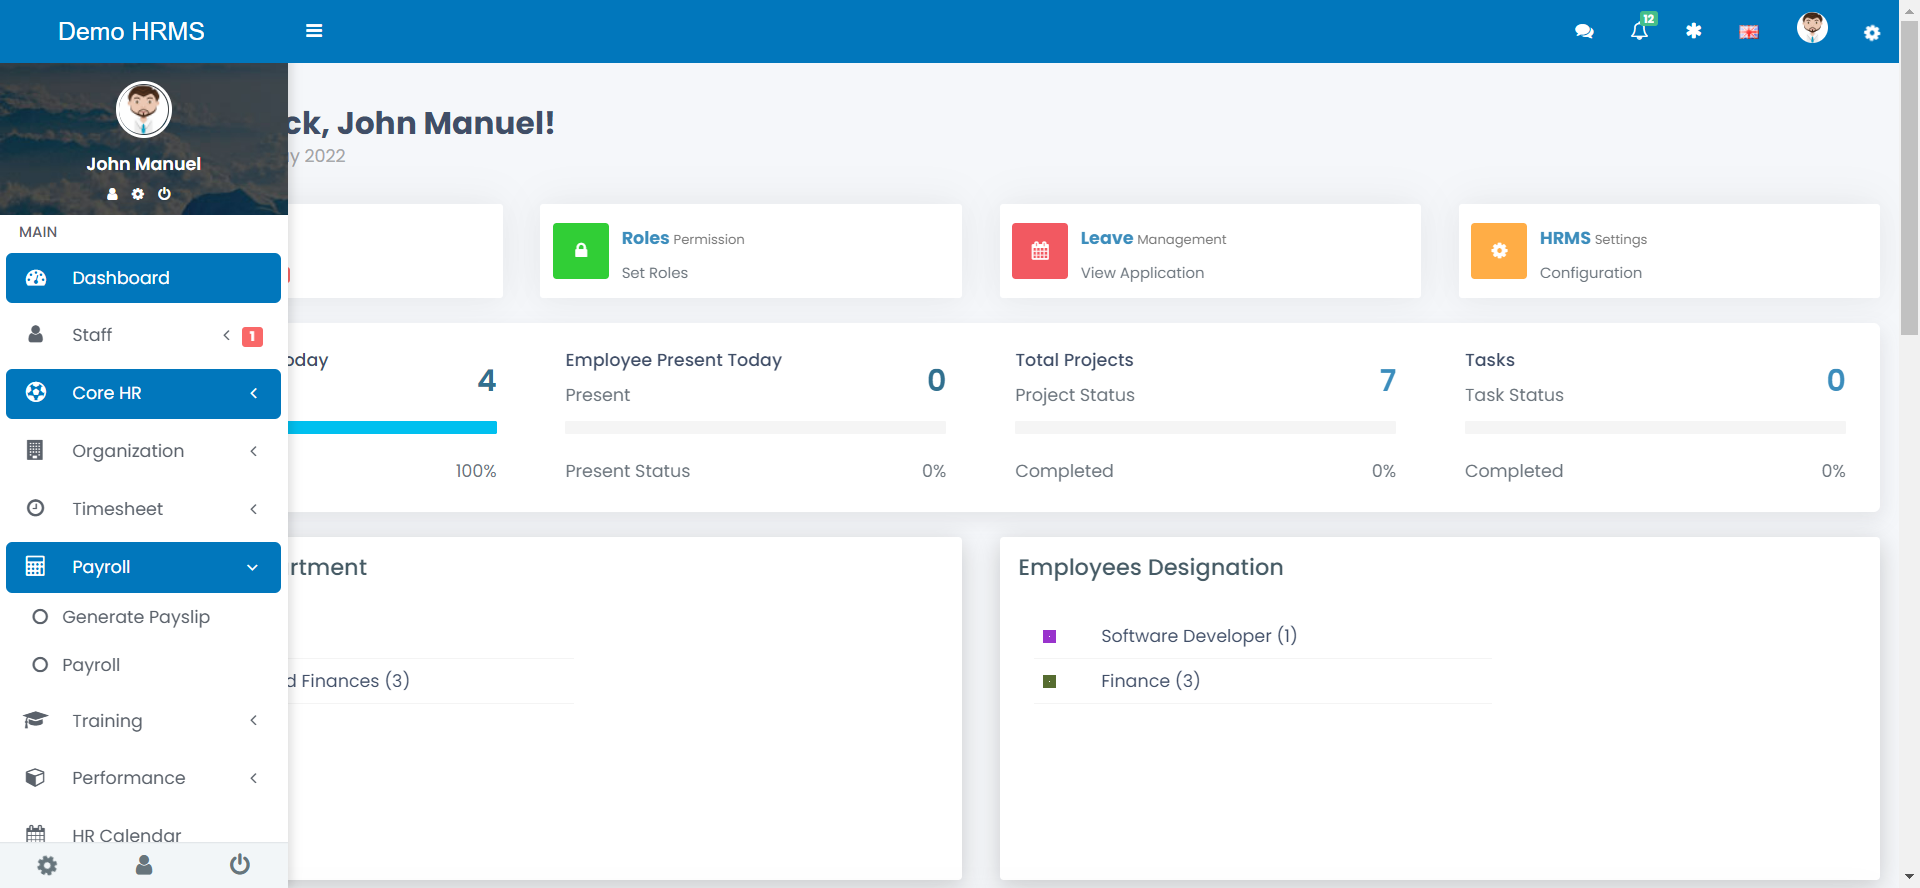 Demo HRMS
12
John Manuel
MAIN
Dashboard
Staff
1
Core HR
Organization
Timesheet
Payroll
Generate Payslip
Payroll
Training
Performance
HR Calendar
ck, John Manuel!
y 2022
Roles Permission
Set Roles
Leave Management
View Application
HRMS Settings
Configuration
oday
4
100%
Employee Present Today
0
Present
Present Status
0%
Total Projects
7
Project Status
Completed
0%
Tasks
0
Task Status
Completed
0%
rtment
d Finances (3)
Employees Designation
Software Developer (1)
Finance (3)